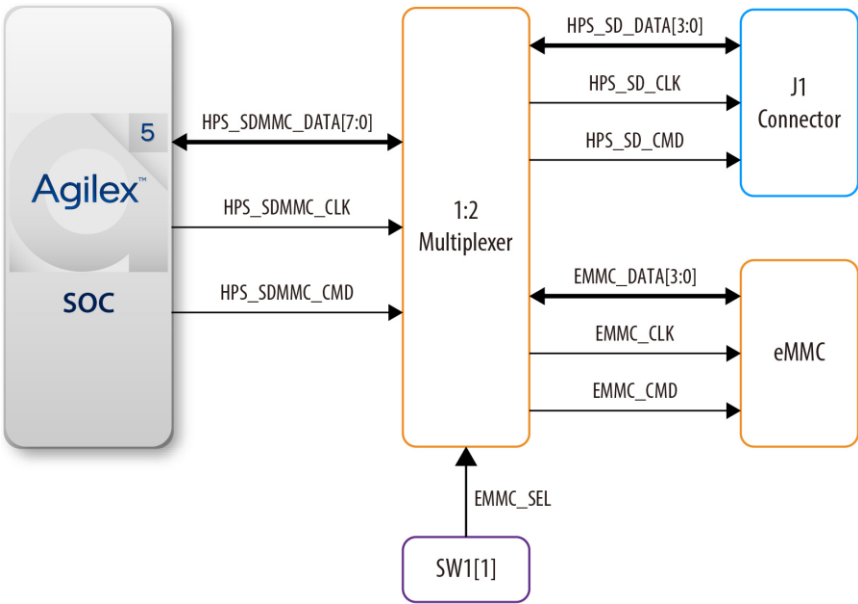 5
Agilex™
SOC
HPS_SDMMC_DATA[7:0]
HPS_SDMMC_CLK
HPS_SDMMC_CMD
1:2
Multiplexer
HPS_SD_DATA[3:0]
HPS_SD_CLK
HPS_SD_CMD
J1
Connector
EMMC_DATA[3:0]
EMMC_CLK
EMMC_CMD
eMMC
EMMC_SEL
SW1[1]